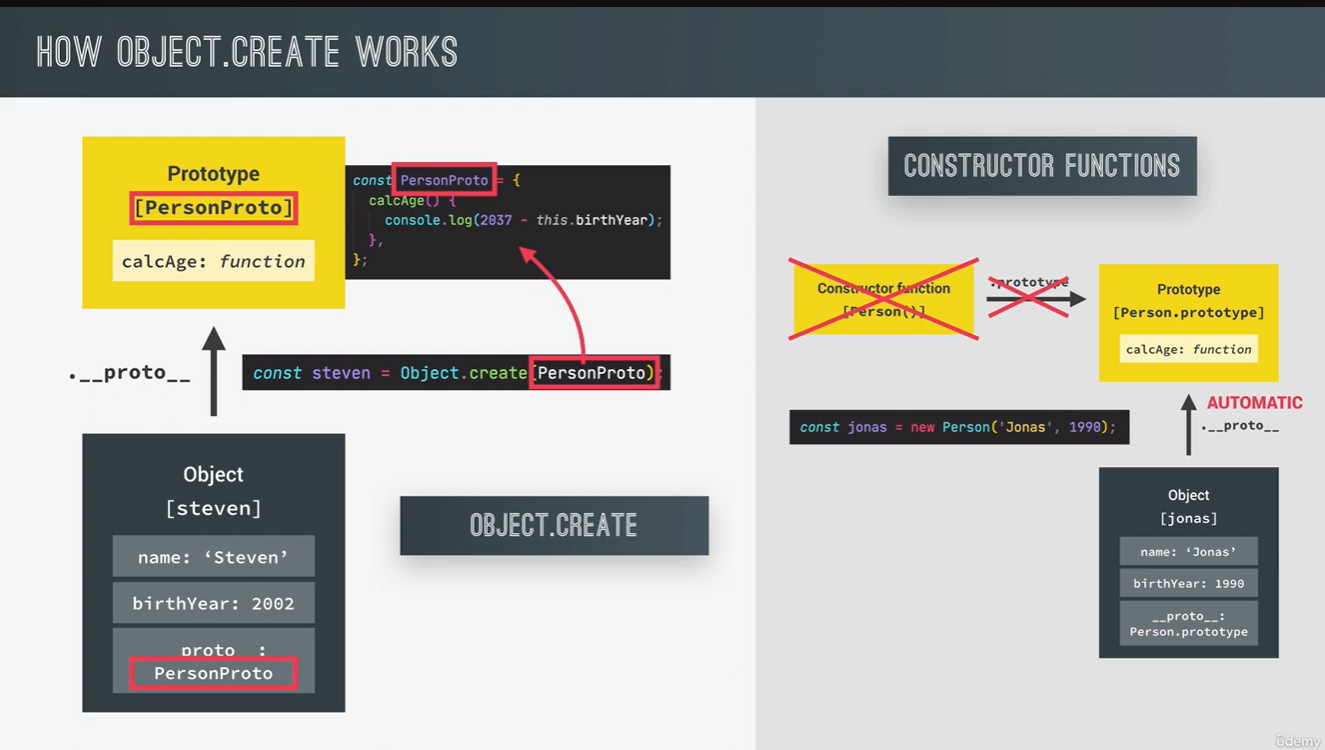 HOW OBJECT.CREATE WORKS
Prototype
[PersonProto]
calcAge: function
const PersonProto = {
calcAge() {
console.log(2037 - this.birthYear);
},
};
.__proto__
const steven = Object.create(PersonProto);
Object
[steven]
name: ‘Steven’
birthYear: 2002
__proto__:
PersonProto
OBJECT.CREATE
CONSTRUCTOR FUNCTIONS
Constructor function
[Person()]
.prototype
Prototype
[Person.prototype]
calcAge: function
const jonas = new Person('Jonas', 1990);
AUTOMATIC
.__proto__
Object
[jonas]
name: ‘Jonas’
birthYear: 1990
__proto__:
Person.prototype
ûdemy